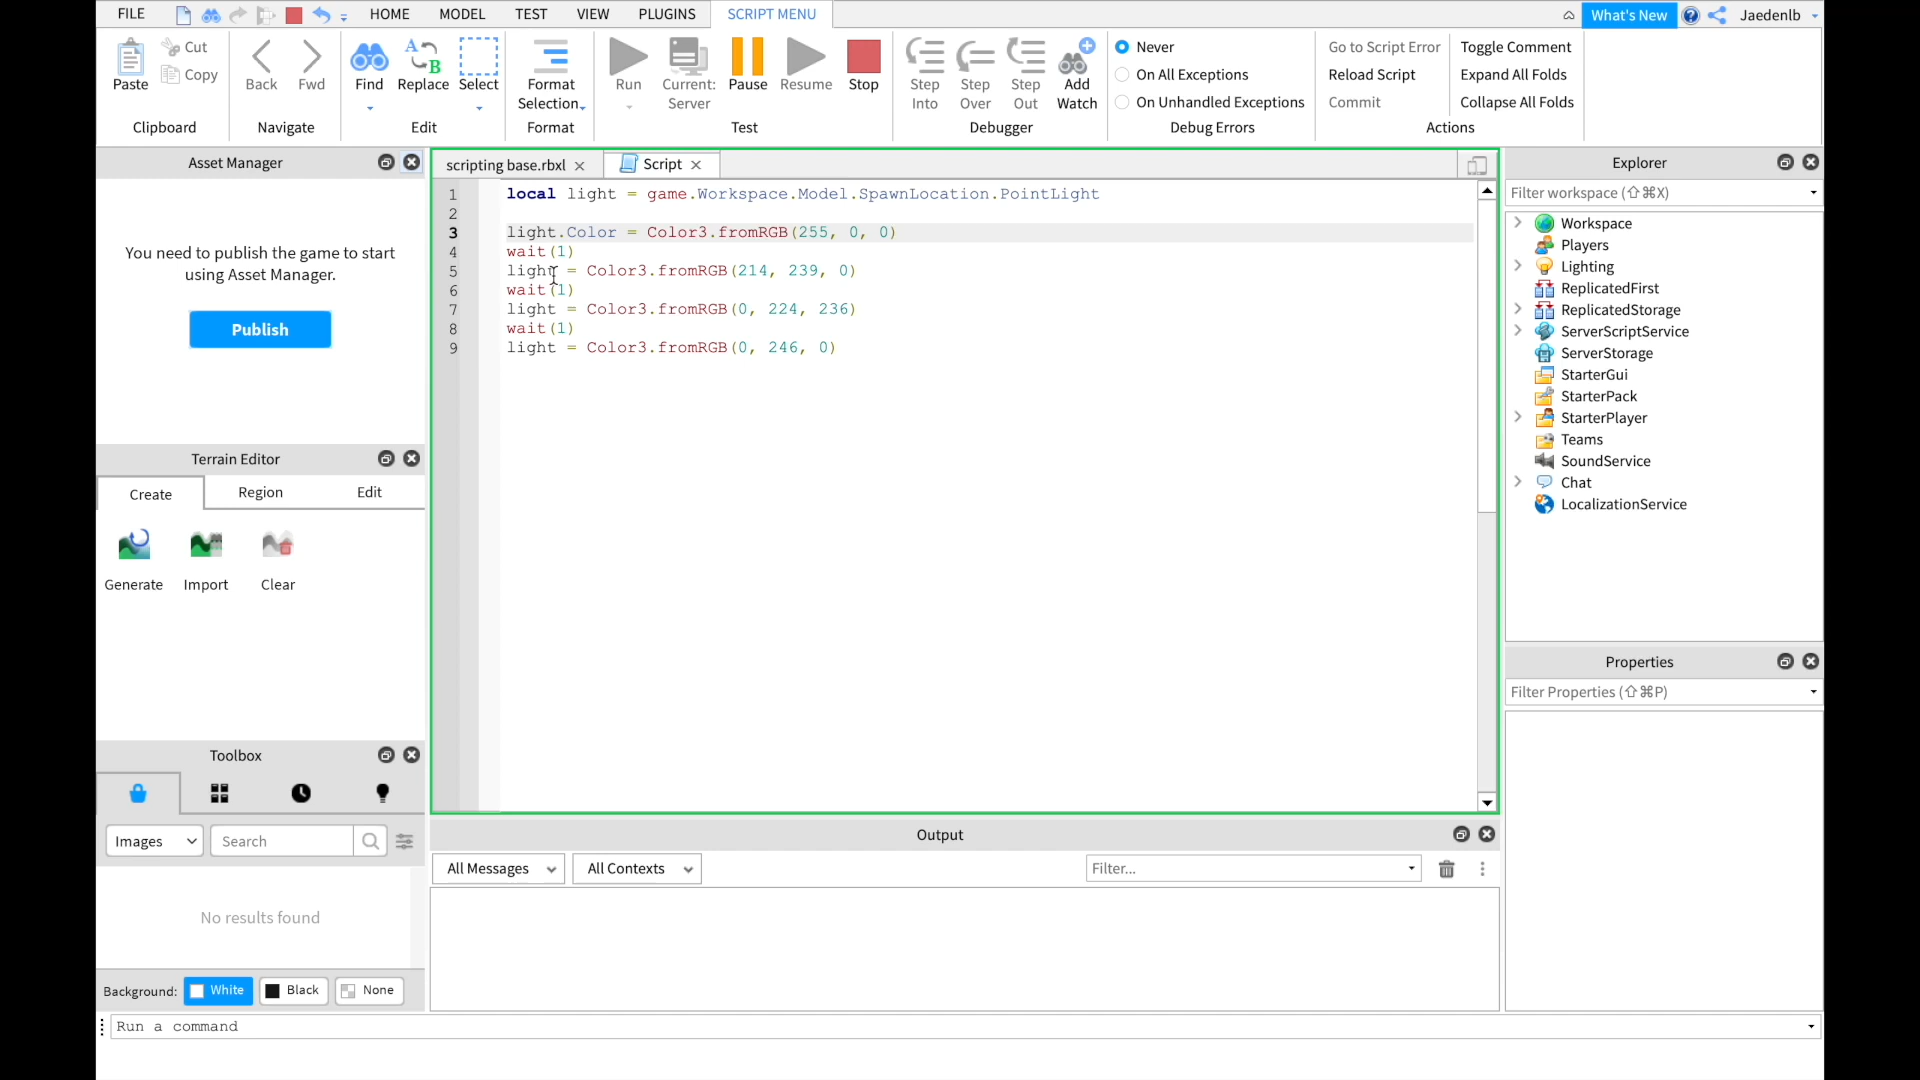 FILE HOME MODEL TEST VIEW PLUGINS SCRIPT MENU What's New Jaedenlb
Paste Cut Copy Back Fwd Find Replace Select Format Selection Run Current: Server Pause Resume Stop Step Into Step Over Step Out Add Watch
Never
On All Exceptions
On Unhandled Exceptions
Go to Script Error
Reload Script
Commit
Toggle Comment
Expand All Folds
Collapse All Folds
Clipboard Navigate Edit Format Test Debugger Debug Errors Actions
Asset Manager
You need to publish the game to start
using Asset Manager.
Publish
Terrain Editor
Create Region Edit
Generate Import Clear
Toolbox
Images Search
No results found
Background: White Black None
scripting base.rbxl Script
1 local light = game.Workspace.Model.SpawnLocation.PointLight
2
3 light.Color = Color3.fromRGB(255, 0, 0)
4 wait(1)
5 light = Color3.fromRGB(214, 239, 0)
6 wait(1)
7 light = Color3.fromRGB(0, 224, 236)
8 wait(1)
9 light = Color3.fromRGB(0, 246, 0)
Output
All Messages All Contexts Filter...
Explorer
Filter workspace (⇧⌘X)
Workspace
Players
Lighting
ReplicatedFirst
ReplicatedStorage
ServerScriptService
ServerStorage
StarterGui
StarterPack
StarterPlayer
Teams
SoundService
Chat
LocalizationService
Properties
Filter Properties (⇧⌘P)
Run a command